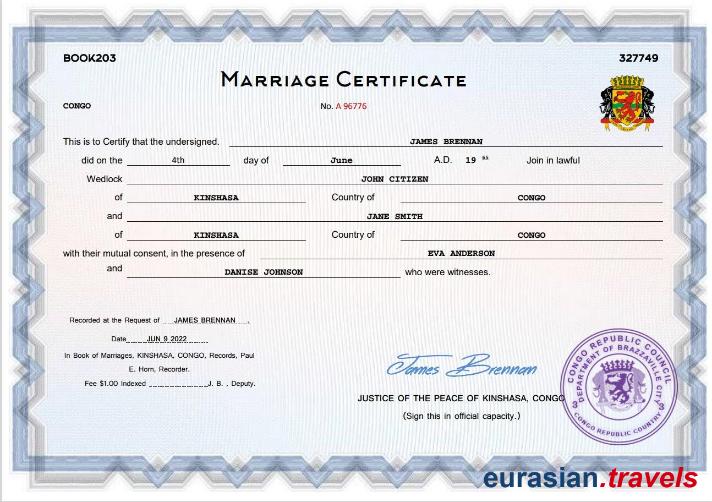 BOOK203
327749
MARRIAGE CERTIFICATE
CONGO
No. A 96776
This is to Certify that the undersigned. JAMES BRENNAN
did on the 4th day of June A.D. 19 95 Join in lawful
Wedlock JOHN CITIZEN
of KINSHASA Country of CONGO
and JANE SMITH
of KINSHASA Country of CONGO
with their mutual consent, in the presence of EVA ANDERSON
and DANISE JOHNSON who were witnesses.
Recorded at the Request of JAMES BRENNAN .
Date JUN 9 2022
In Book of Marriages, KINSHASA, CONGO, Records, Paul
E. Horn, Recorder.
Fee $1.00 Indexed J. B. , Deputy.
James Brennan
JUSTICE OF THE PEACE OF KINSHASA, CONGO
(Sign this in official capacity.)
CONGO REPUBLIC COUNCIL
DEPARTMENT OF BRAZZAVILLE CITY
CONGO REPUBLIC COUNTRY
eurasian.travels